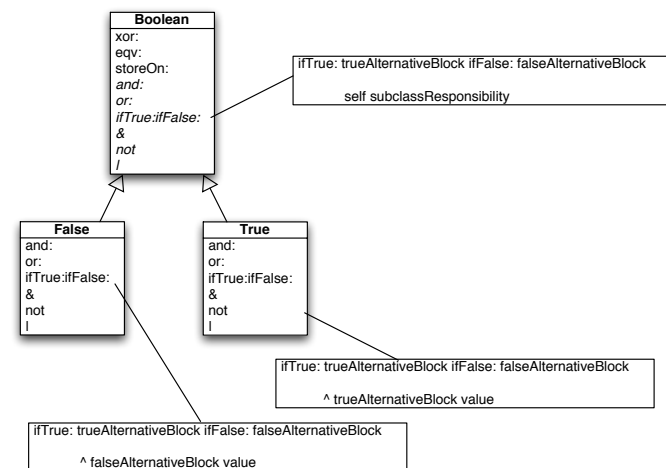 Boolean
xor:
eqv:
storeOn:
and:
or:
ifTrue:ifFalse:
&
not
|
ifTrue: trueAlternativeBlock ifFalse: falseAlternativeBlock
self subclassResponsibility
False
and:
or:
ifTrue:ifFalse:
&
not
|
True
and:
or:
ifTrue:ifFalse:
&
not
|
ifTrue: trueAlternativeBlock ifFalse: falseAlternativeBlock
^ trueAlternativeBlock value
ifTrue: trueAlternativeBlock ifFalse: falseAlternativeBlock
^ falseAlternativeBlock value